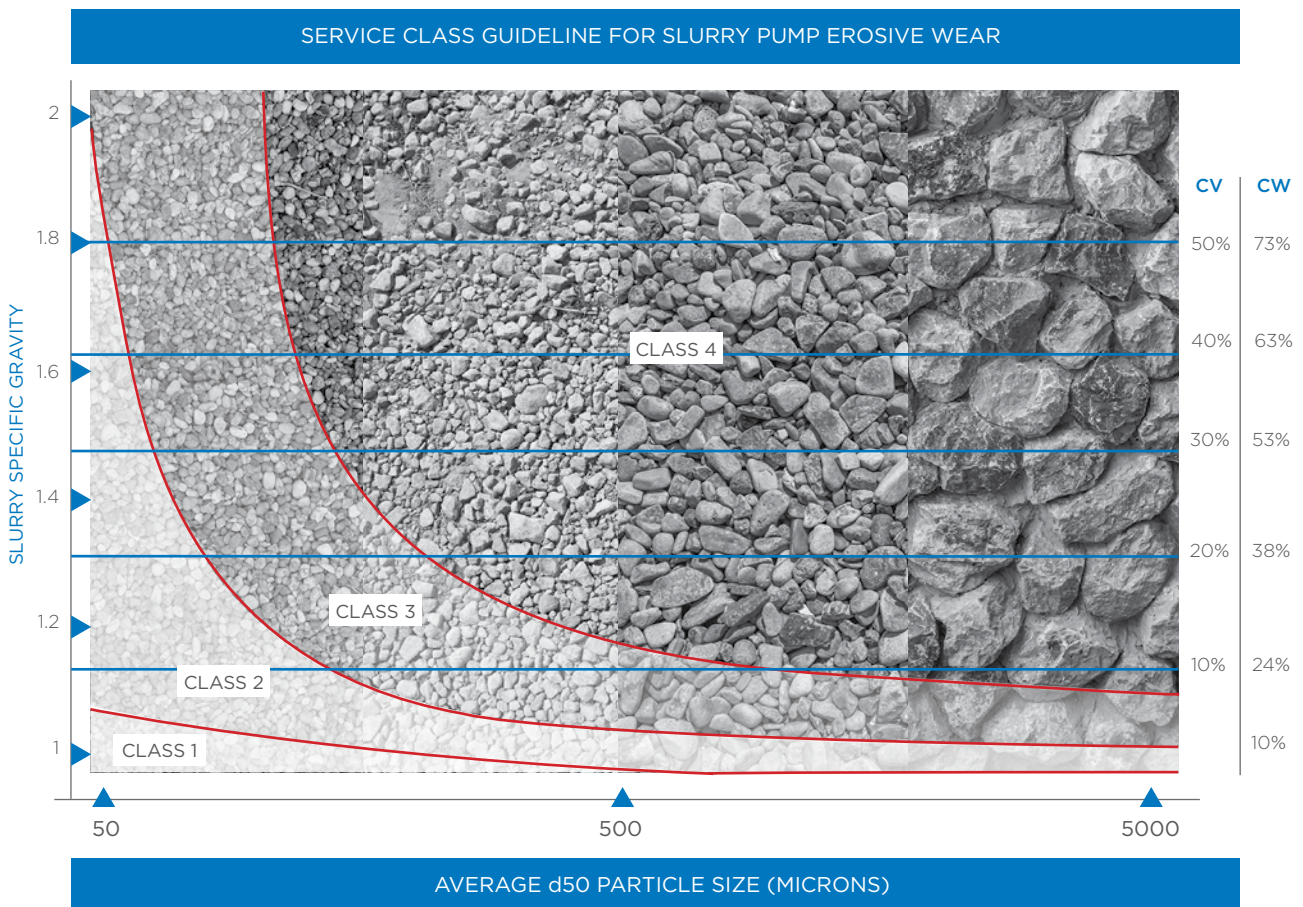 SERVICE CLASS GUIDELINE FOR SLURRY PUMP EROSIVE WEAR
SLURRY SPECIFIC GRAVITY
2
1.8
1.6
1.4
1.2
1
CLASS 4
CLASS 3
CLASS 2
CLASS 1
CV CW
50% 73%
40% 63%
30% 53%
20% 38%
10% 24%
10%
50 500 5000
AVERAGE d50 PARTICLE SIZE (MICRONS)